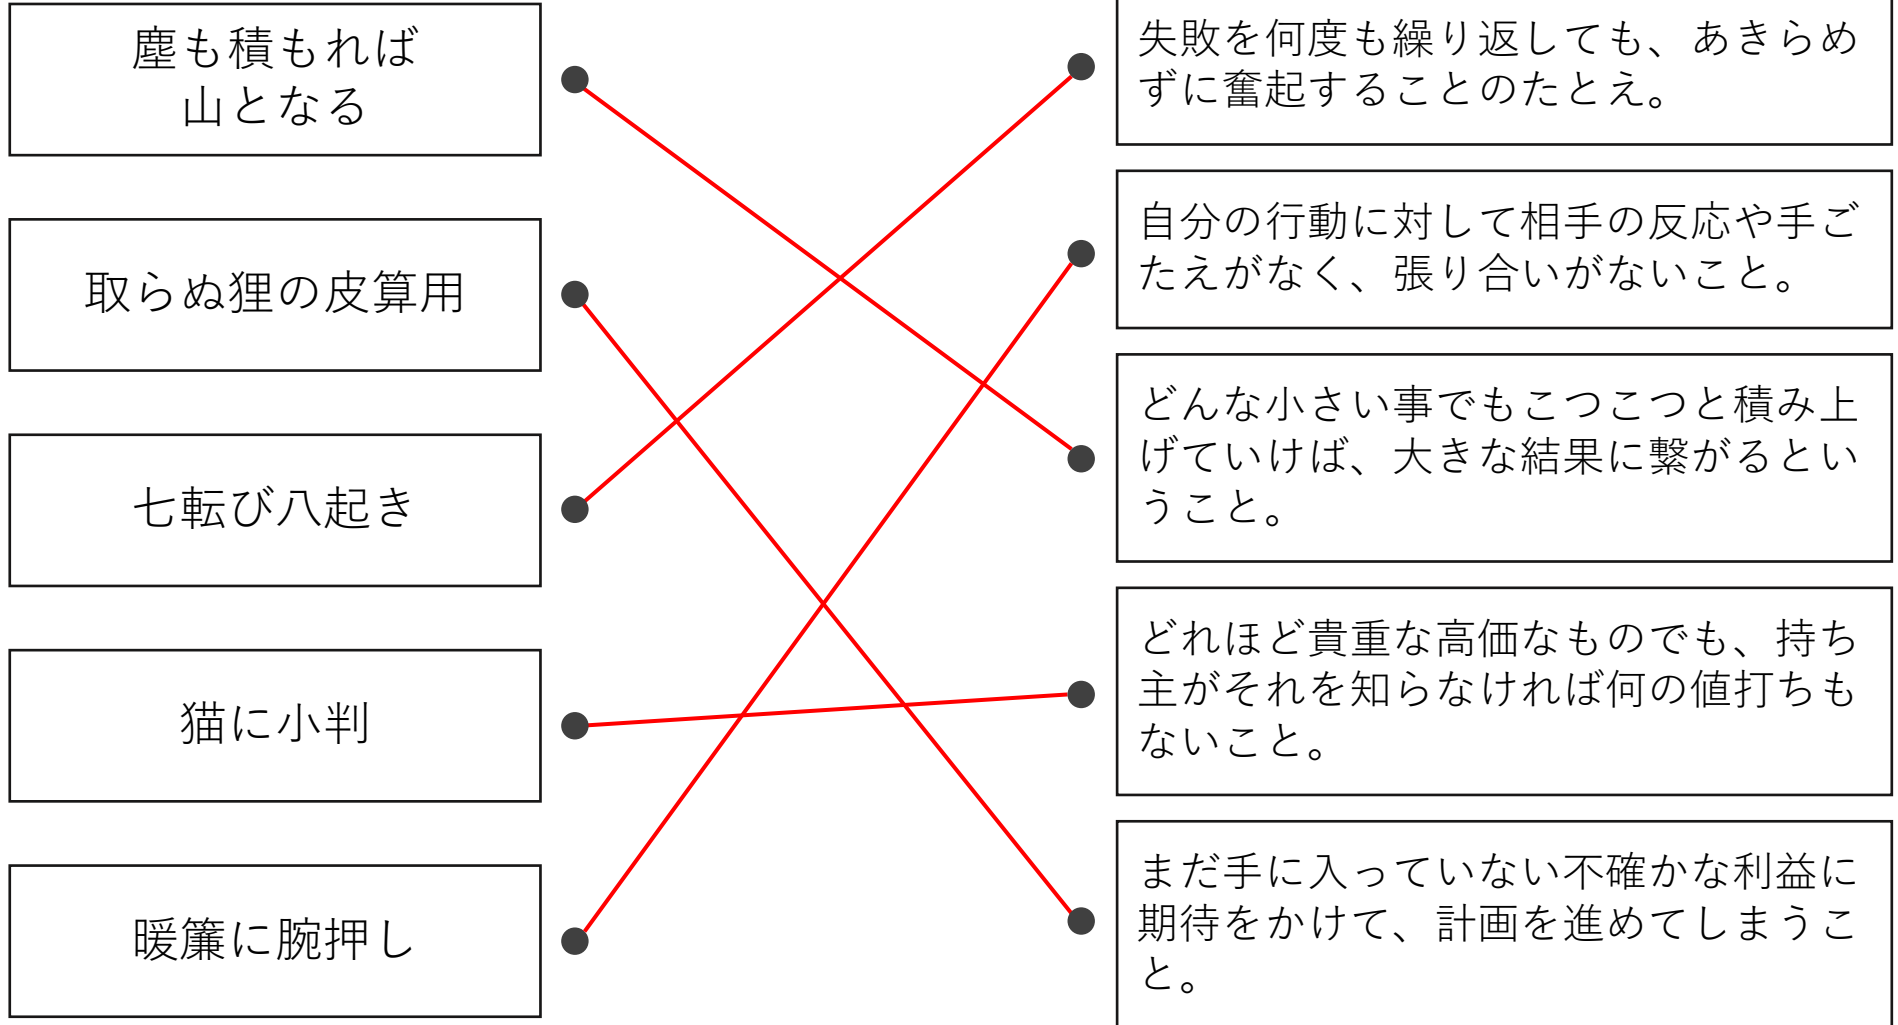 塵も積もれば
山となる
取らぬ狸の皮算用
七転び八起き
猫に小判
暖簾に腕押し
失敗を何度も繰り返しても、あきらめ
ずに奮起することのたとえ。
自分の行動に対して相手の反応や手ご
たえがなく、張り合いがないこと。
どんな小さい事でもこつこつと積み上
げていけば、大きな結果に繋がるとい
うこと。
どれほど貴重な高価なものでも、持ち
主がそれを知らなければ何の値打ちも
ないこと。
まだ手に入っていない不確かな利益に
期待をかけて、計画を進めてしまうこ
と。